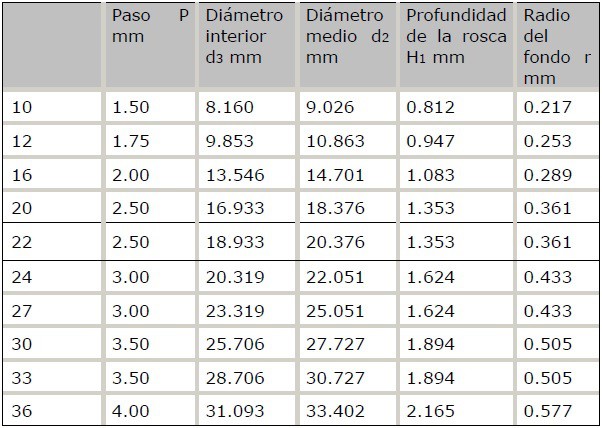 Paso P mm Diámetro interior d3 mm Diámetro medio d2 mm Profundidad de la rosca H1 mm Radio del fondo r mm
10 1.50 8.160 9.026 0.812 0.217
12 1.75 9.853 10.863 0.947 0.253
16 2.00 13.546 14.701 1.083 0.289
20 2.50 16.933 18.376 1.353 0.361
22 2.50 18.933 20.376 1.353 0.361
24 3.00 20.319 22.051 1.624 0.433
27 3.00 23.319 25.051 1.624 0.433
30 3.50 25.706 27.727 1.894 0.505
33 3.50 28.706 30.727 1.894 0.505
36 4.00 31.093 33.402 2.165 0.577